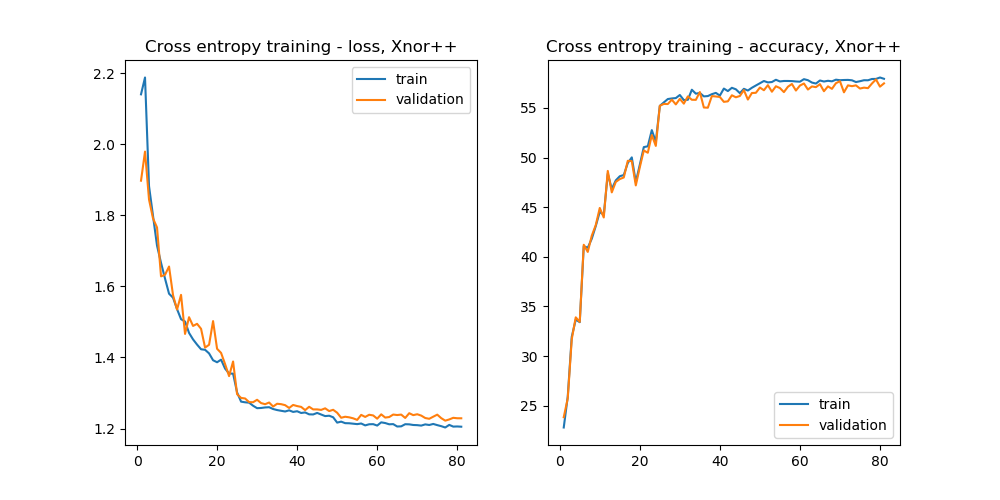 Cross entropy training - loss, Xnor++
2.2
2.0
1.8
1.6
1.4
1.2
0 20 40 60 80
train
validation
Cross entropy training - accuracy, Xnor++
55
50
45
40
35
30
25
0 20 40 60 80
train
validation